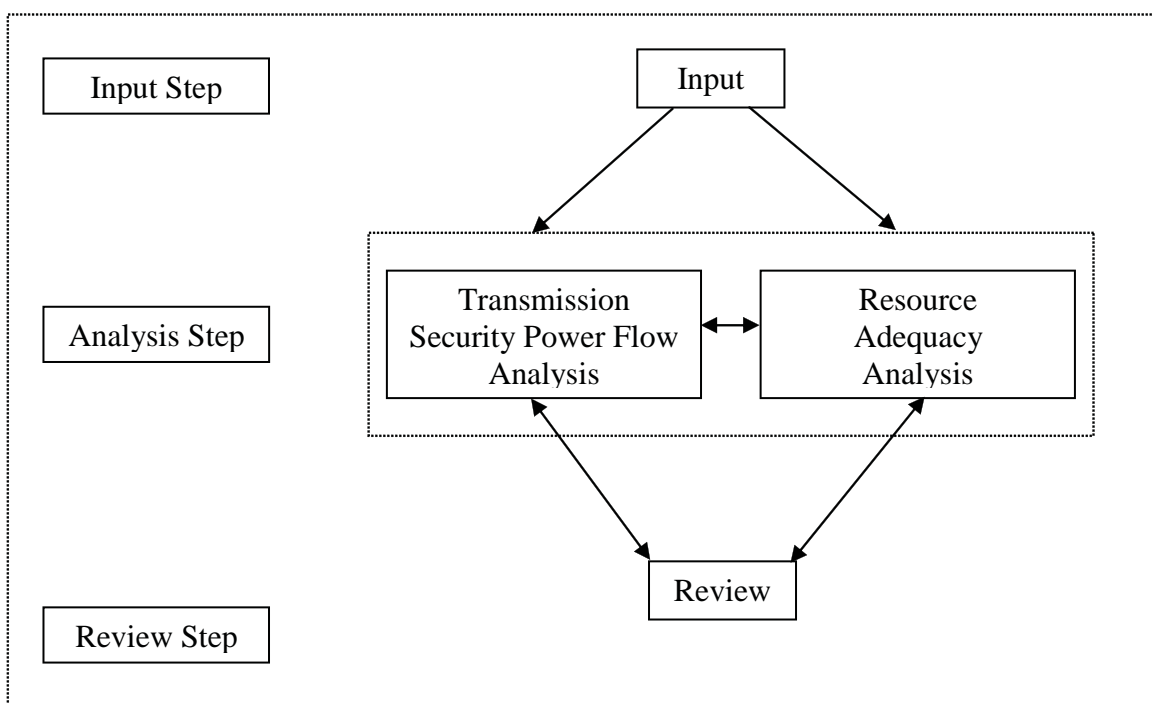 Input Step
Input
Analysis Step
Transmission
Security Power Flow
Analysis
Resource
Adequacy
Analysis
Review
Review Step